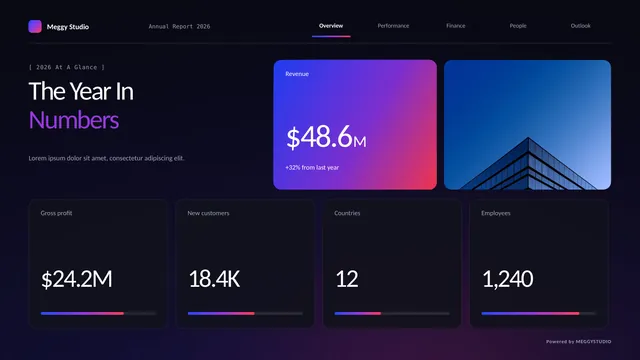 Meggy Studio
Annual Report 2026
Overview
Performance
Finance
People
Outlook
[ 2026 At A Glance ]
The Year In
Numbers
Lorem ipsum dolor sit amet, consectetur adipiscing elit.
Revenue
$48.6M
+32% from last year
Gross profit
$24.2M
New customers
18.4K
Countries
12
Employees
1,240
Powered by MEGGYSTUDIO